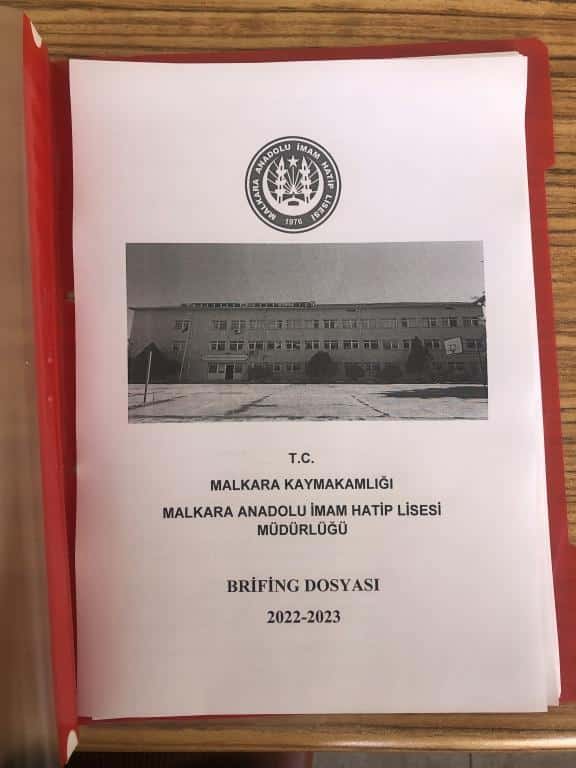 MALKARA ANADOLU İMAM HATİP LİSESİ
1976
T.C.
MALKARA KAYMAKAMLIĞI
MALKARA ANADOLU İMAM HATİP LİSESİ
MÜDÜRLÜĞÜ
BRİFİNG DOSYASI
2022-2023